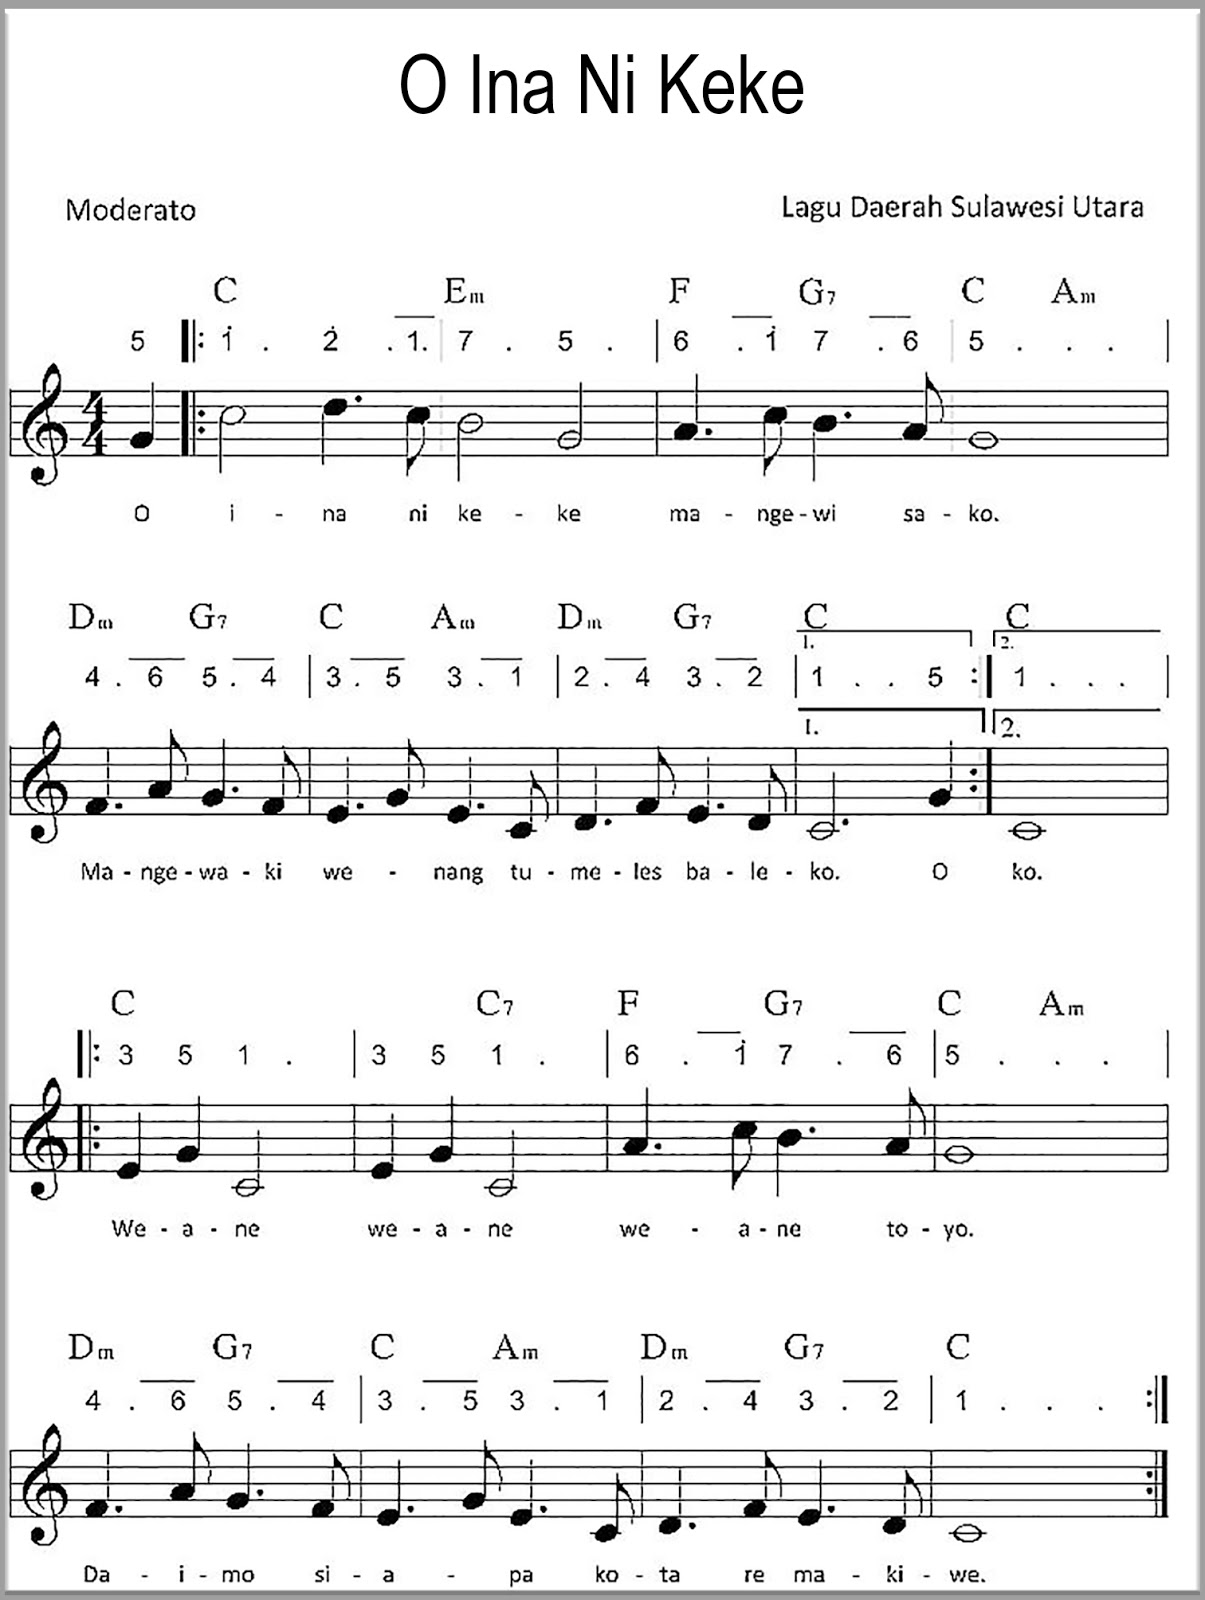 O Ina Ni Keke
Moderato
Lagu Daerah Sulawesi Utara
C Em F G7 C Am
5 1 . 2 . 1. 7 . 5 . 6 . 1 7 . 6 5 . . .
4 4
O i - na ni ke - ke ma - nge - wi sa - ko.
Dm G7 C Am Dm G7 C C
1. 2.
4 . 6 5 . 4 3 . 5 3 . 1 2 . 4 3 . 2 1 . . 5 1 . . .
1. 2.
Ma - nge - wa - ki we - nang tu - me - les ba - le - ko. O ko.
C C7 F G7 C Am
3 5 1 . 3 5 1 . 6 . 1 7 . 6 5 . . .
We - a - ne we - a - ne we - a - ne to - yo.
Dm G7 C Am Dm G7 C
4 . 6 5 . 4 3 . 5 3 . 1 2 . 4 3 . 2 1 . . .
Da - i - mo si - a - pa ko - ta re ma - ki - we.